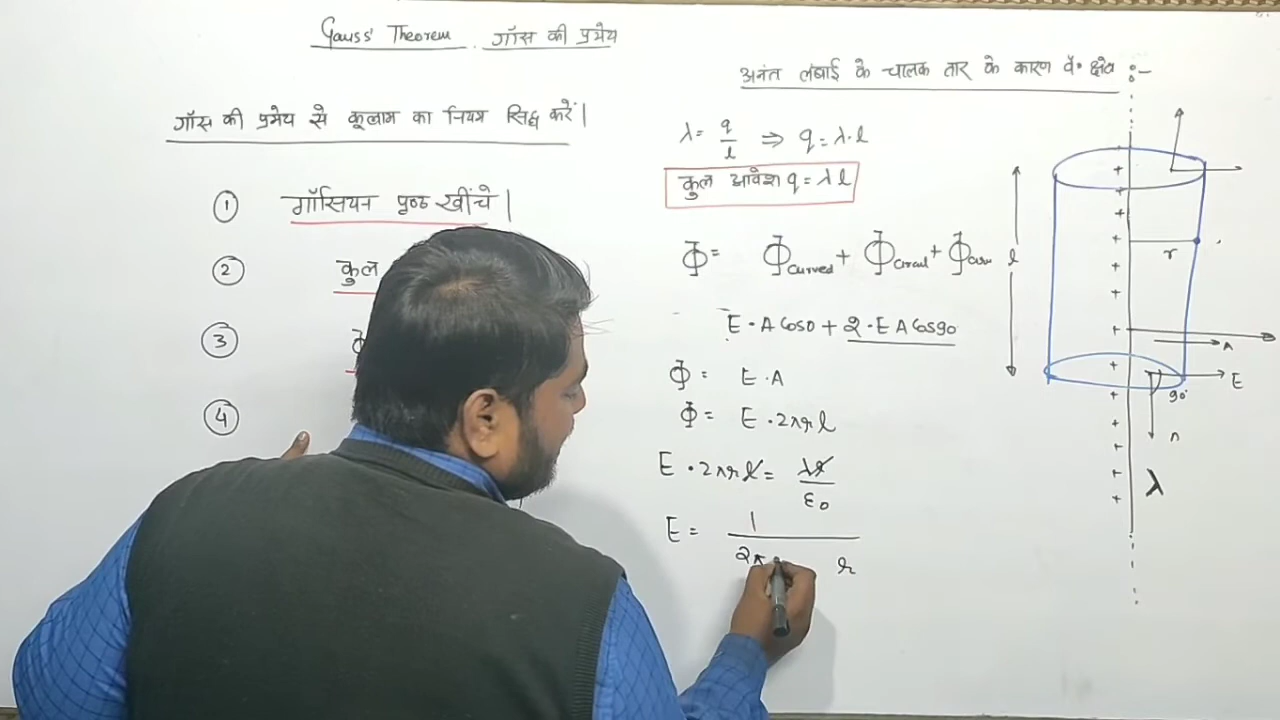 Gauss' Theorem. गॉस की प्रमेय
गॉस की प्रमेय से कूलाम का नियम सिद्ध करें|
① गॉसियन पृष्ठ खींचे|
② कुल
③
④
अनंत लंबाई के चालक तार के कारण वै० क्षेत्र :-
λ = q/l ⇒ q = λ.l
कुल आवेश q = λl
Φ = Φcurved + Φcircul + Φcircu
E · A Cos0 + 2 · E A Cos90
Φ = E · A
Φ = E · 2πrl
E · 2πrl = λl/ε₀
E = 1/2π r
l
r
A
E
90°
n
λ